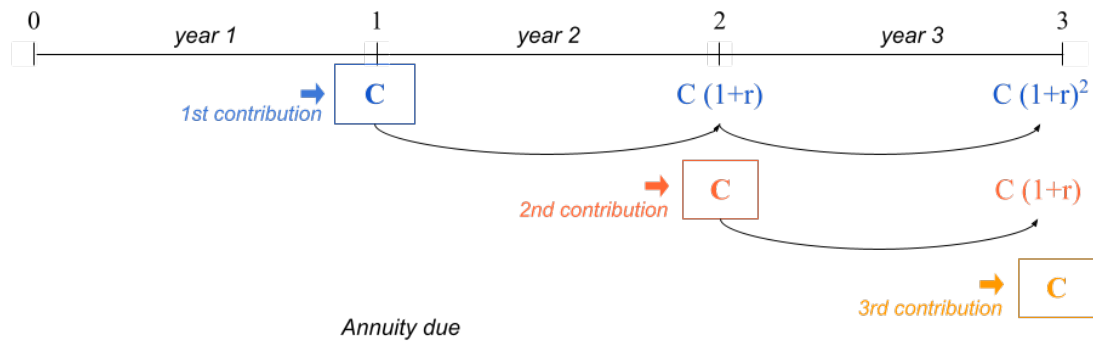 0 1 2 3
year 1 year 2 year 3
C C (1+r) C (1+r)²
1st contribution
C C (1+r)
2nd contribution
C
3rd contribution
Annuity due